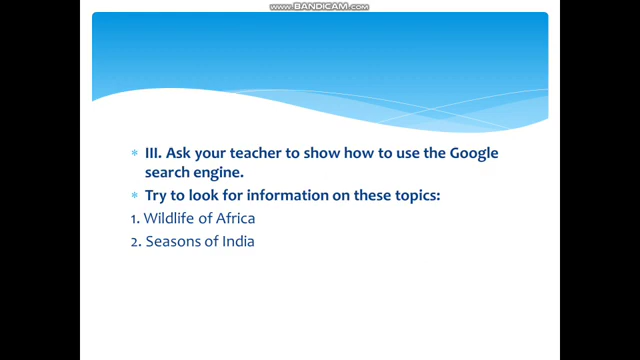 www.BANDICAM.com
* III. Ask your teacher to show how to use the Google
search engine.
* Try to look for information on these topics:
1. Wildlife of Africa
2. Seasons of India